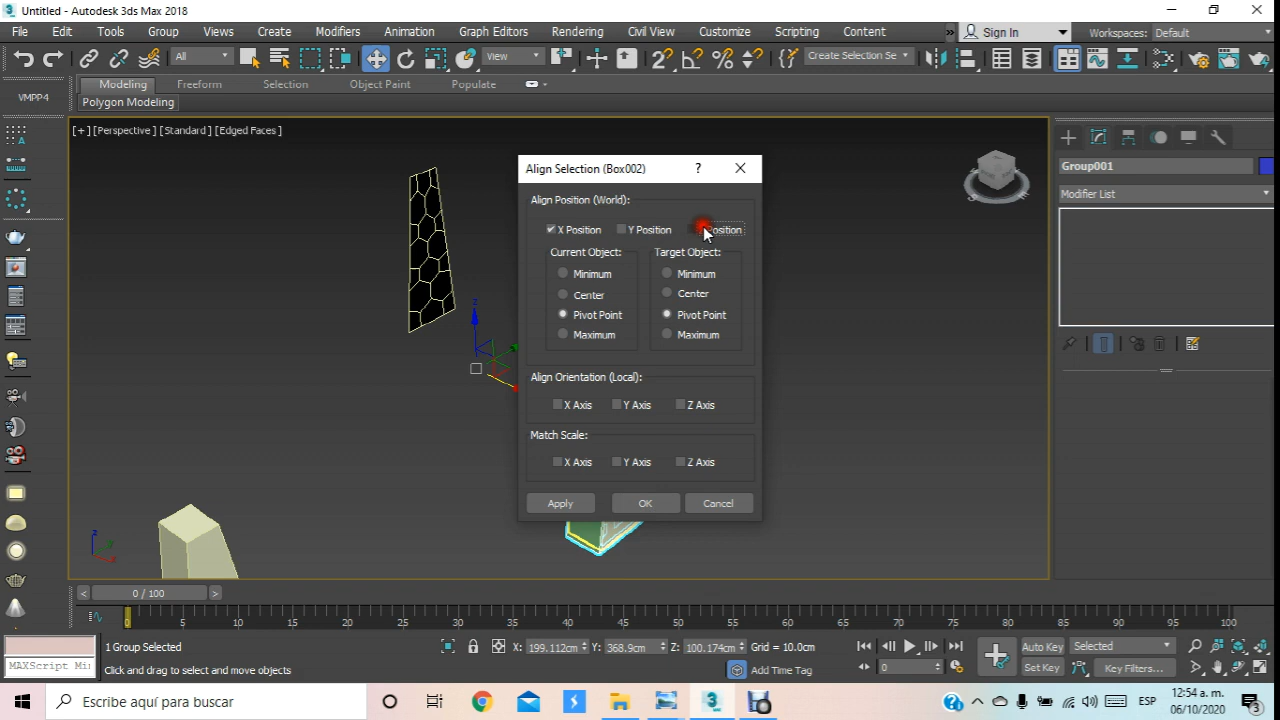 Untitled - Autodesk 3ds Max 2018
File Edit Tools Group Views Create Modifiers Animation Graph Editors Rendering Civil View Customize Scripting Content » Sign In Workspaces: Default
All View Create Selection Se
Modeling Freeform Selection Object Paint Populate
VMPP4
Polygon Modeling
[+] [Perspective] [Standard] [Edged Faces]
Group001
Modifier List
Align Selection (Box002) ?
Align Position (World):
X Position Y Position osition
Current Object: Target Object:
Minimum Minimum
Center Center
Pivot Point Pivot Point
Maximum Maximum
Align Orientation (Local):
X Axis Y Axis Z Axis
Match Scale:
X Axis Y Axis Z Axis
Apply OK Cancel
z
z
x
< 0 / 100 >
0 5 10 15 20 25 30 35 40 45 50 55 60 65 70 75 80 85 90 95 100
1 Group Selected X: 199.112cm Y: 368.9cm Z: 100.174cm Grid = 10.0cm Auto Key Selected
MAXScript Mi Click and drag to select and move objects Add Time Tag 0 Set Key Key Filters...
Escribe aquí para buscar ESP 12:54 a. m.
06/10/2020
3